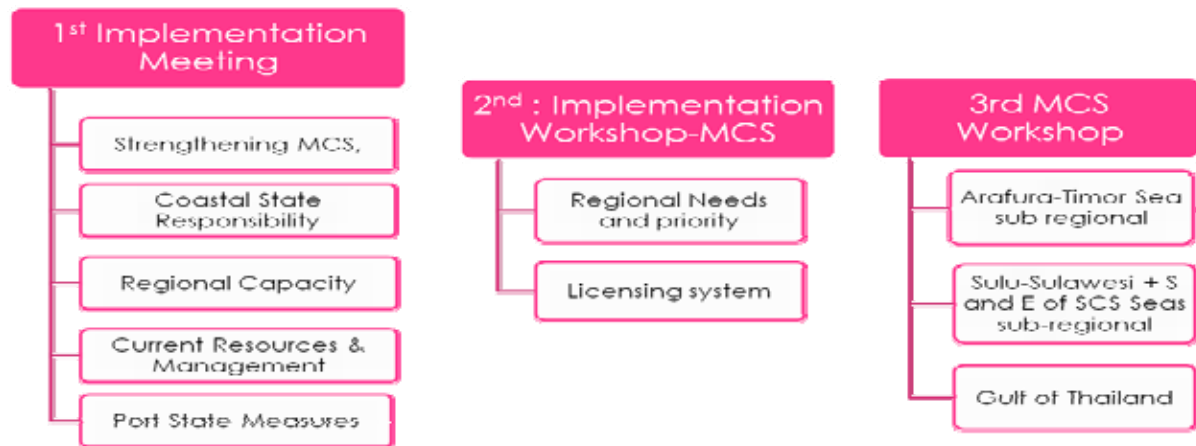 1st Implementation
Meeting
Strengthening MCS,
Coastal State
Responsibility
Regional Capacity
Current Resources &
Management
Port State Measures
2nd : Implementation
Workshop-MCS
Regional Needs
and priority
Licensing system
3rd MCS
Workshop
Arafura-Timor Sea
sub regional
Sulu-Sulawesi + S
and E of SCS Seas
sub-regional
Gulf of Thailand